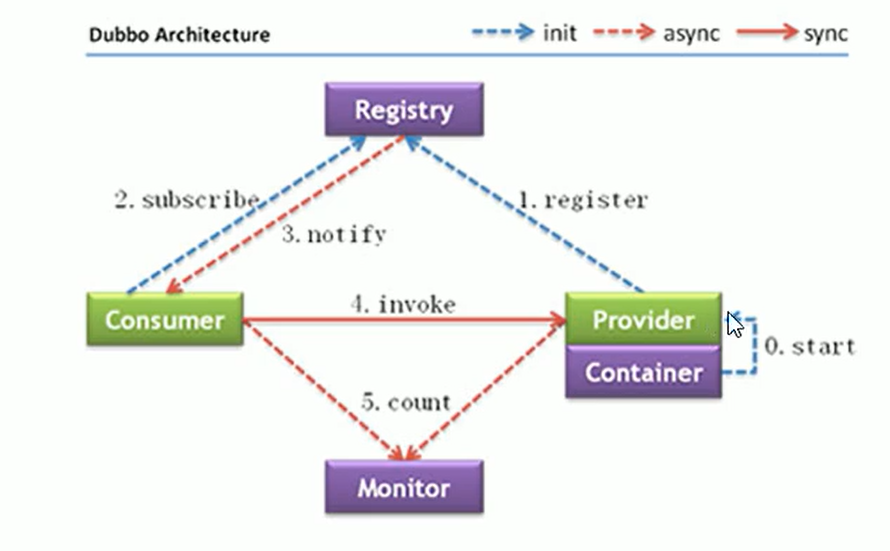 Dubbo Architecture
init
async
sync
Registry
2. subscribe
1. register
3. notify
Consumer
4. invoke
Provider
0. start
Container
5. count
Monitor